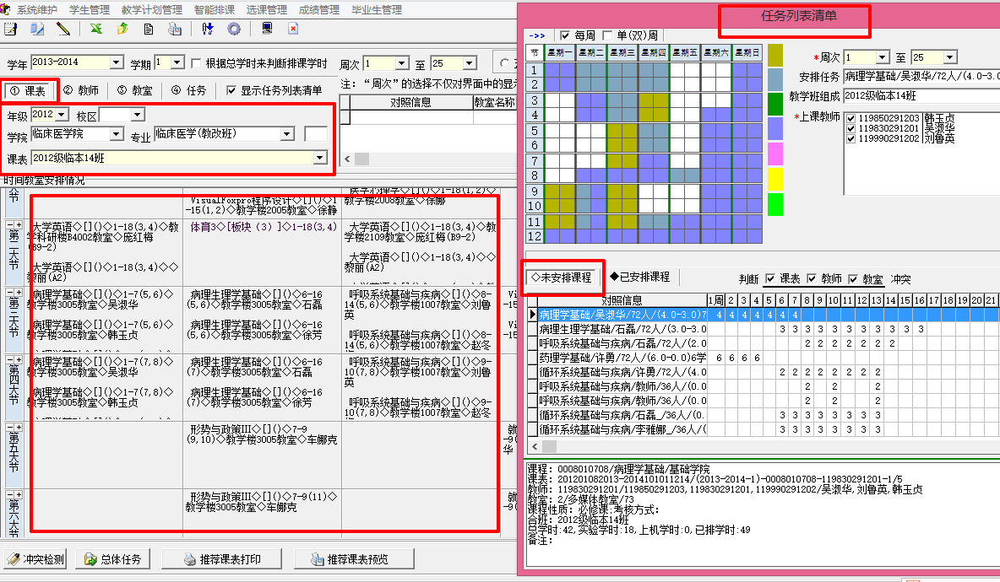 系统维护 学生管理 教学计划管理 智能排课 选课管理 成绩管理 毕业生管理
学年 2013-2014 学期 1 根据总学时来判断排课学时 周次 1 至 25
① 课表 ② 教师 ③ 教室 ④ 任务 显示任务列表清单
注：“周次”的选择不仅对界面中的显示
对照信息 教室名称
年级 2012 校区
学院 临床医学院 专业 临床医学(教改班)
课表 2012级临本14班
时间教室安排情况
VisualFoxpro程序设计◇[]()◇1-15(1,2)◇教学楼2005教室◇徐静
医学心理学◇[]()◇1-18(1,2)◇教学楼2008教室◇徐娜
第二大节
大学英语◇[]()◇1-18(3,4)◇教学科研楼B4002教室◇庞红梅(B9-2)
大学英语◇[]()◇1-18(3,4)◇◇黎丽(A2)
体育3◇[板块（3）]◇1-18(3,4)
大学英语◇[]()◇1-18(3,4)◇教学楼2109教室◇庞红梅(B9-2)
大学英语◇[]()◇1-18(3,4)◇◇黎丽(A2)
第三大节
病理学基础◇[]()◇1-7(5,6)◇教学楼3005教室◇吴淑华
病理学基础◇[]()◇1-7(5,6)◇教学楼3005教室◇韩玉贞
病理生理学基础◇[]()◇6-16(5,6)◇教学楼3005教室◇石磊
病理生理学基础◇[]()◇6-16(5,6)◇教学楼3005教室◇徐芳
呼吸系统基础与疾病◇[]()◇8-14(5,6)◇教学楼1007教室◇石磊
呼吸系统基础与疾病◇[]()◇8-14(5,6)◇教学楼1007教室◇赵冬
第四大节
病理学基础◇[]()◇1-7(7,8)◇教学楼3005教室◇吴淑华
病理学基础◇[]()◇1-7(7,8)◇教学楼3005教室◇韩玉贞
病理生理学基础◇[]()◇6-16(7)◇教学楼3005教室◇石磊
病理生理学基础◇[]()◇6-16(7)◇教学楼3005教室◇徐芳
呼吸系统基础与疾病◇[]()◇9-10(7,8)◇教学楼1007教室◇刘鲁英
呼吸系统基础与疾病◇[]()◇9-10(7,8)◇教学楼1007教室◇赵冬
第五大节
形势与政策III◇[]()◇7-9(9,10)◇教学楼3005教室◇车娜克
第六大节
形势与政策III◇[]()◇7-9(11)◇教学楼3005教室◇车娜克
冲突检测 总体任务 推荐课表打印 推荐课表预览
任务列表清单
->> 每周 单(双)周
节 星期一 星期二 星期三 星期四 星期五 星期六 星期日
1
2
3
4
5
6
7
8
9
10
11
12
*周次 1 至 25
安排任务 病理学基础/吴淑华/72人/(4.0-3.0
教学班组成 2012级临本14班
*上课教师 119850291203 韩玉贞
119830291201 吴淑华
119990291202 刘鲁英
◇未安排课程 ◆已安排课程 判断 课表 教师 教室 冲突
对照信息 1周 2 3 4 5 6 7 8 9 10 11 12 13 14 15 16 17 18 19 20 21
病理学基础/吴淑华/72人/(4.0-3.0)7 4 4 4 4 4 4 4
病理生理学基础/石磊/72人/(3.0-3.0 3 3 3 3 3 3 3 3 3 3 3
呼吸系统基础与疾病/石磊/72人/(2.0 2 2 2 2 2 2 2
药理学基础/许勇/72人/(6.0-0.0)6学 6 6 6 6
循环系统基础与疾病/许勇/72人/(4.0 2 2 2 2 2 2 2 2
呼吸系统基础与疾病/教师/36人/(0.0 2 2 2
呼吸系统基础与疾病/教师/36人/(0.0 2 2 2
循环系统基础与疾病/石磊_/36人/(0. 3 3 3 3 3 3 3 3
循环系统基础与疾病/李雅娜_/36人/( 3 3 3 3 3 3 3 3
课程：0008010708/病理学基础/基础学院
课表：201201082013-2014101011214/(2013-2014-1)-0008010708-119830291201-1/5
教师：119830291201/119850291203,119830291201,119990291202/吴淑华,刘鲁英,韩玉贞
教室：2/多媒体教室/73
课程性质：必修课;考核方式：
合班：2012级临本14班
总学时:42,实验学时:18,上机学时:0,已排学时:49
备注：